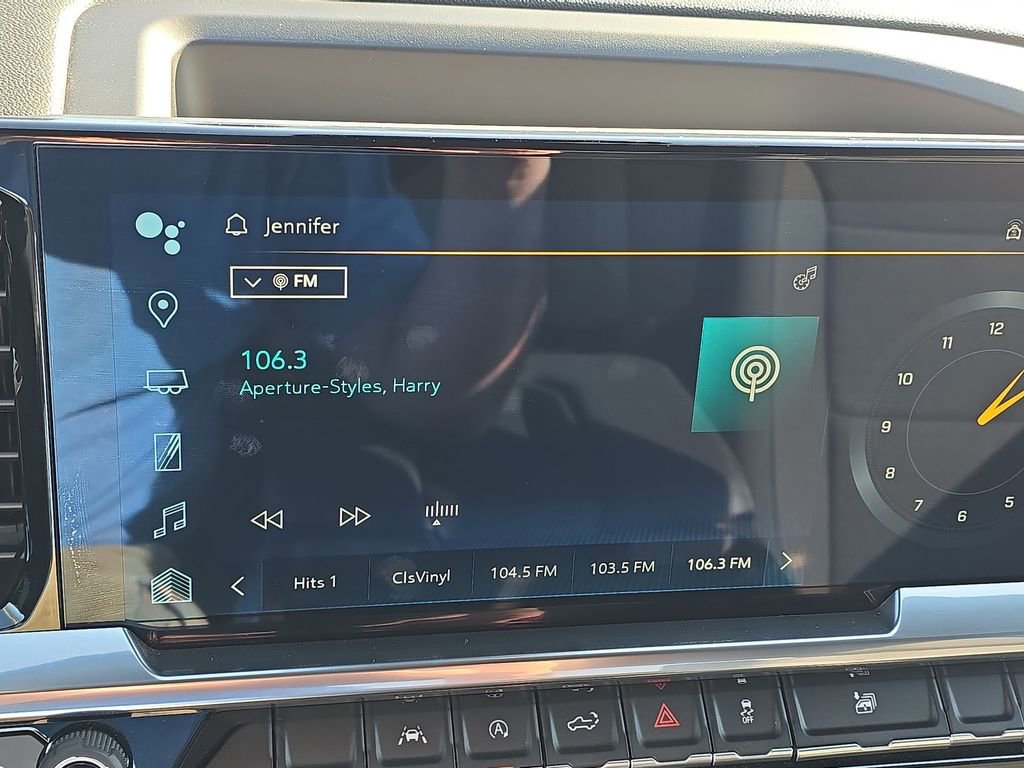 Jennifer
FM
106.3
Aperture-Styles, Harry
12
11
10
9
8
7
6
5
Hits 1 ClsVinyl 104.5 FM 103.5 FM 106.3 FM
A
OFF